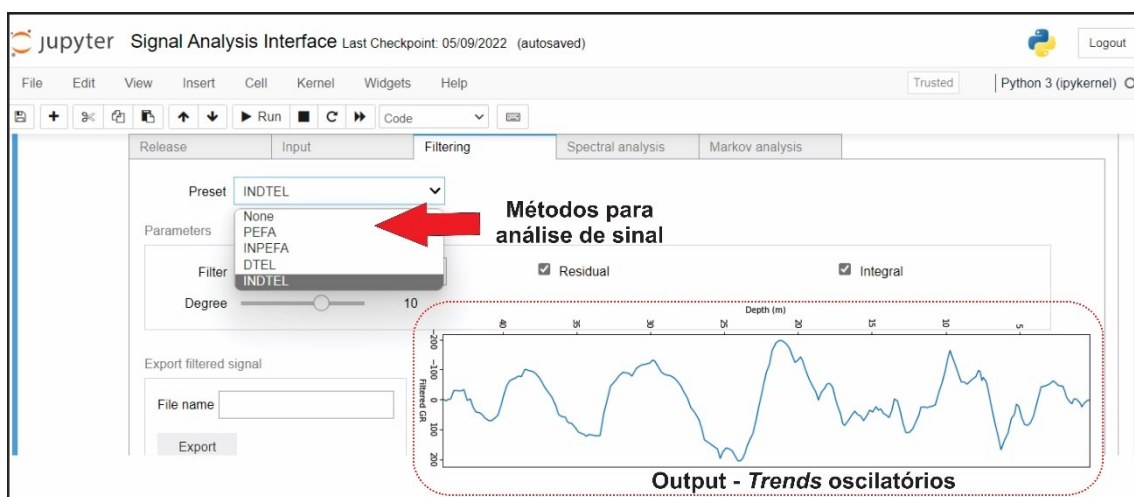 jupyter Signal Analysis Interface Last Checkpoint: 05/09/2022 (autosaved)
Logout
File Edit View Insert Cell Kernel Widgets Help
Trusted Python 3 (ipykernel)
Run Code
Release Input Filtering Spectral analysis Markov analysis
Preset INDTEL
None
PEFA
INPEFA
DTEL
INDTEL
Métodos para
análise de sinal
Parameters
Filter Residual Integral
Degree 10
Depth (m)
40 35 30 25 20 15 10 5
Filtered GR
-200 -100 0 100 200
Export filtered signal
File name
Export
Output - Trends oscilatórios